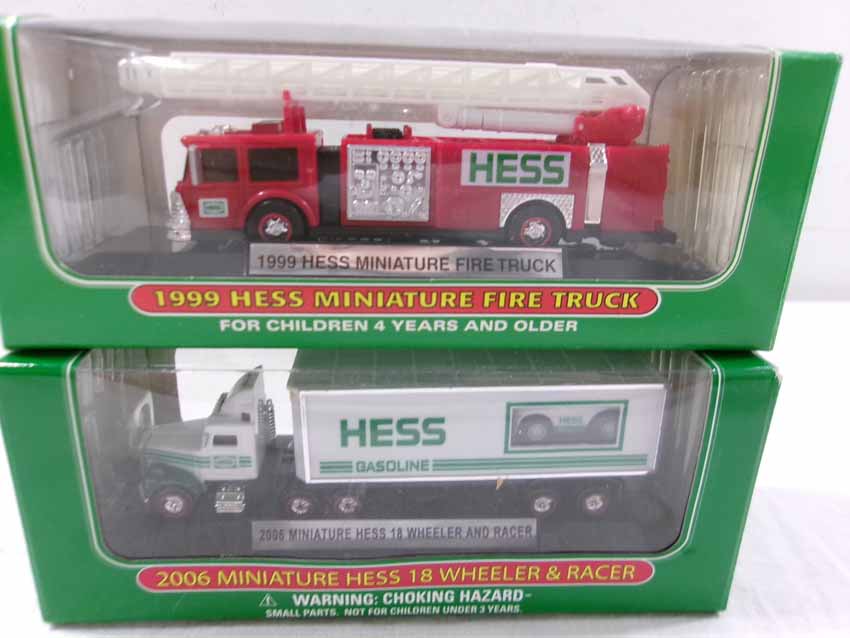 HESS
1999 HESS MINIATURE FIRE TRUCK
1999 HESS MINIATURE FIRE TRUCK
FOR CHILDREN 4 YEARS AND OLDER
HESS
GASOLINE
HESS
2006 MINIATURE HESS 18 WHEELER AND RACER
2006 MINIATURE HESS 18 WHEELER & RACER
WARNING: CHOKING HAZARD-
SMALL PARTS. NOT FOR CHILDREN UNDER 3 YEARS.